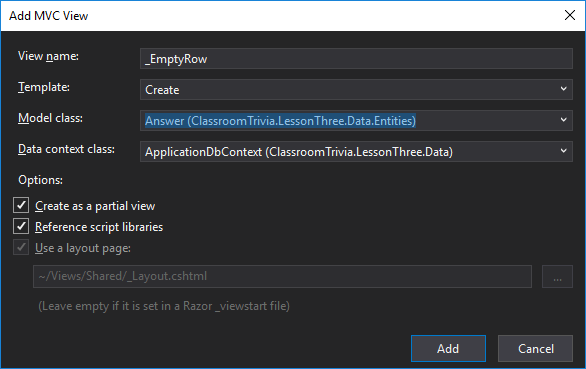 Add MVC View
View name: _EmptyRow
Template: Create
Model class: Answer (ClassroomTrivia.LessonThree.Data.Entities)
Data context class: ApplicationDbContext (ClassroomTrivia.LessonThree.Data)
Options:
Create as a partial view
Reference script libraries
Use a layout page:
~/Views/Shared/_Layout.cshtml ...
(Leave empty if it is set in a Razor _viewstart file)
Add Cancel